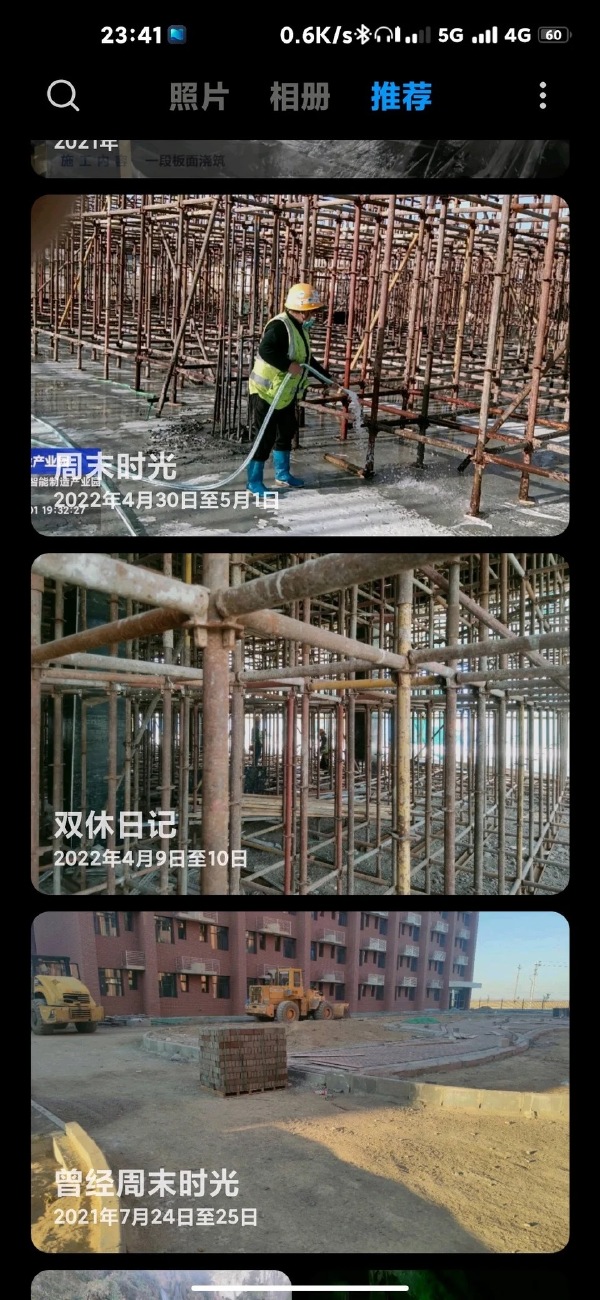 23:41
0.6K/s 5G 4G 60
照片 相册 推荐
2021年
施工内容 一段板面浇筑
产业园
周末时光
智能制造产业园
2022年4月30日至5月1日
01 19:32:27
双休日记
2022年4月9日至10日
曾经周末时光
2021年7月24日至25日